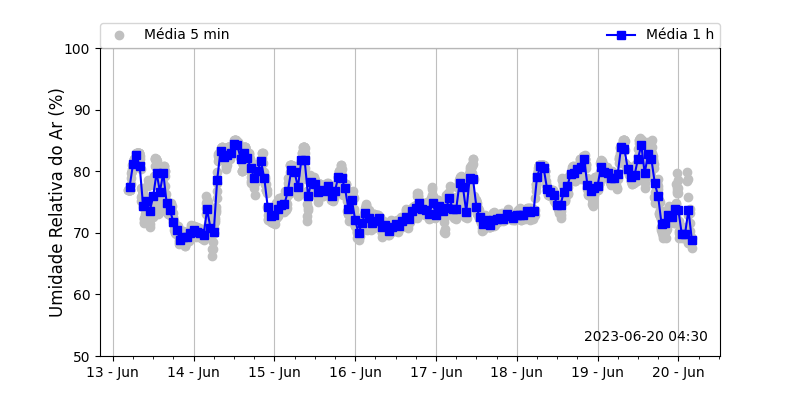 Média 5 min
Média 1 h
Umidade Relativa do Ar (%)
100
90
80
70
60
50
2023-06-20 04:30
13 - Jun
14 - Jun
15 - Jun
16 - Jun
17 - Jun
18 - Jun
19 - Jun
20 - Jun